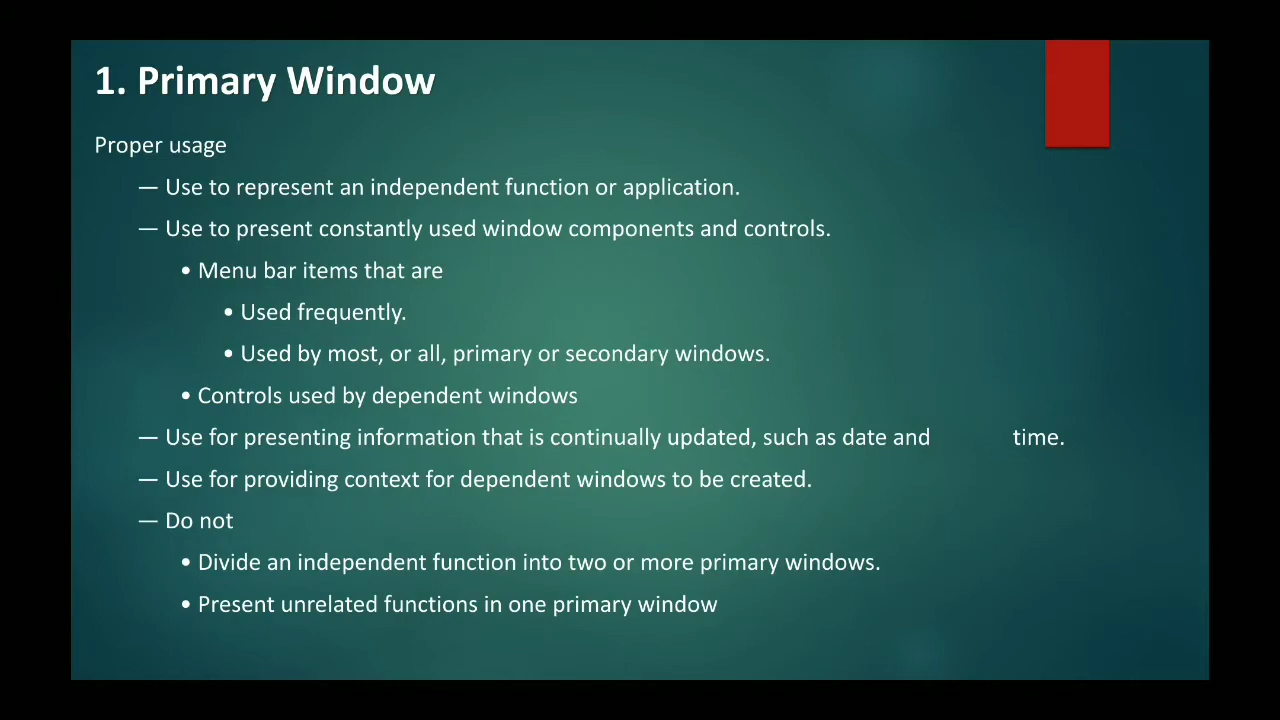 1. Primary Window
Proper usage
— Use to represent an independent function or application.
— Use to present constantly used window components and controls.
• Menu bar items that are
• Used frequently.
• Used by most, or all, primary or secondary windows.
• Controls used by dependent windows
— Use for presenting information that is continually updated, such as date and time.
— Use for providing context for dependent windows to be created.
— Do not
• Divide an independent function into two or more primary windows.
• Present unrelated functions in one primary window